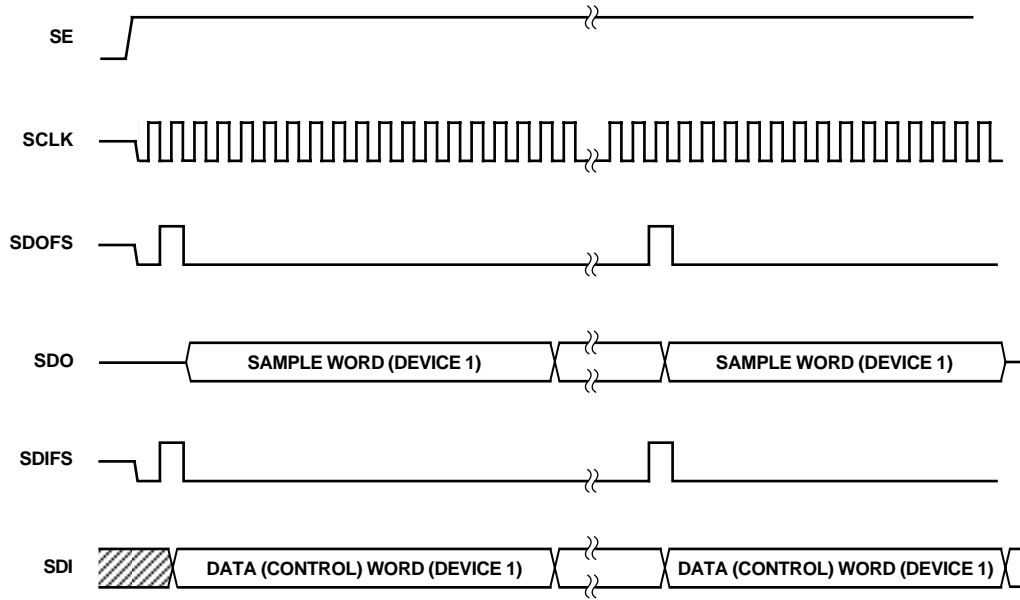 SE
SCLK
SDOFS
SDO
SAMPLE WORD (DEVICE 1)
SAMPLE WORD (DEVICE 1)
SDIFS
SDI
DATA (CONTROL) WORD (DEVICE 1)
DATA (CONTROL) WORD (DEVICE 1)